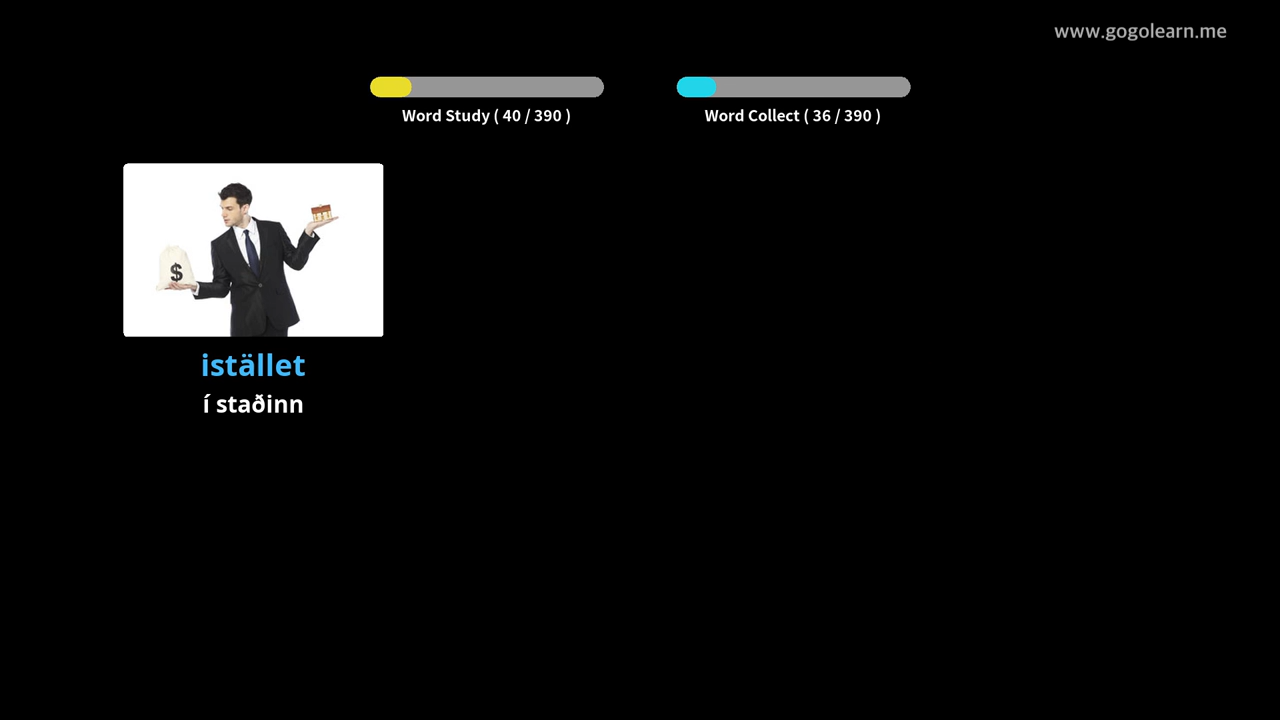 www.gogolearn.me
Word Study ( 40 / 390 )
Word Collect ( 36 / 390 )
$
istället
í staðinn